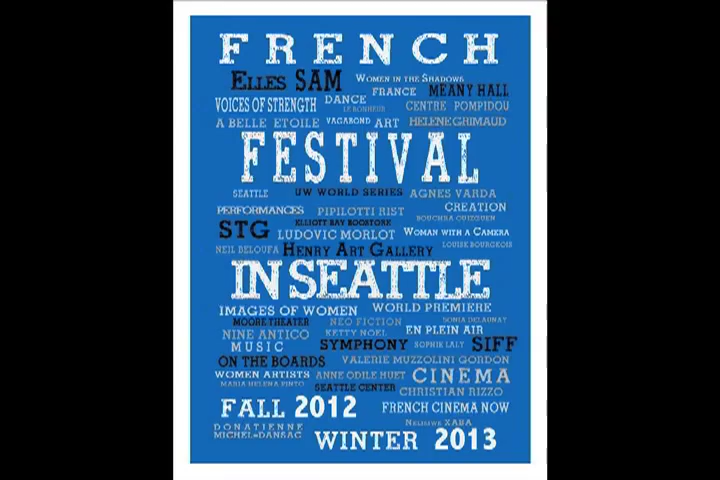 FRENCH
ELLES SAM WOMEN IN THE SHADOWS
FRANCE MEANY HALL
VOICES OF STRENGTH DANCE LE BONHEUR CENTRE POMPIDOU
A BELLE ETOILE VAGABOND ART HELENE GRIMAUD
FESTIVAL
SEATTLE UW WORLD SERIES AGNES VARDA
PERFORMANCES PIPILOTTI RIST CREATION
BOUCHRA OUIZGUEN
STG ELLIOTT BAY BOOSTORE
LUDOVIC MORLOT WOMAN WITH A CAMERA
NEIL BELOUFA HENRY ART GALLERY LOUISE BOURGEOIS
IN SEATTLE
IMAGES OF WOMEN WORLD PREMIERE
MOORE THEATER NEO FICTION SONIA DELAUNAY
NINE ANTICO KETTY NOEL EN PLEIN AIR
MUSIC SYMPHONY SOPHIE LALY SIFF
ON THE BOARDS VALERIE MUZZOLINI GORDON
WOMEN ARTISTS ANNE ODILE HUET CINEMA
MARIA HELENA PINTO SEATTLE CENTER CHRISTIAN RIZZO
FALL 2012 FRENCH CINEMA NOW
NELISIWE XABA
DONATIENNE
MICHEL-DANSAC WINTER 2013